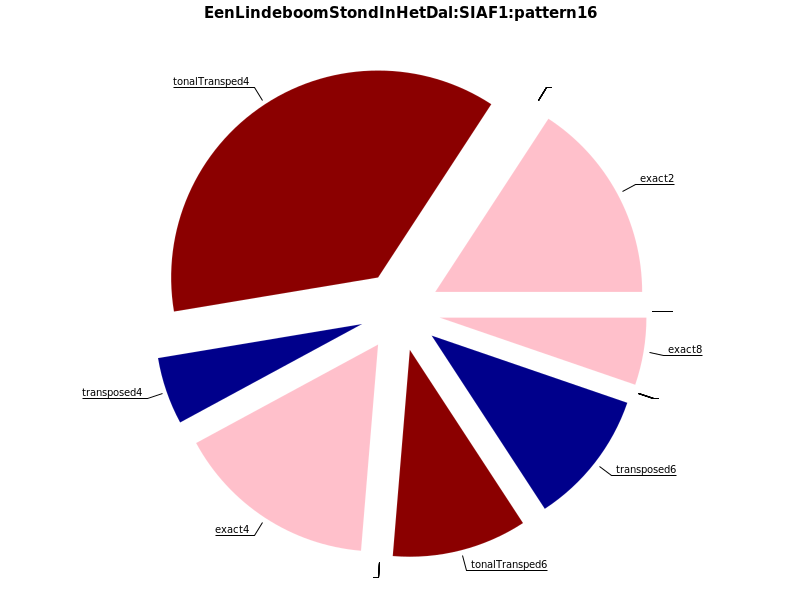 EenLindeboomStondInHetDal:SIAF1:pattern16
tonalTransped4
exact2
exact8
transposed4
transposed6
exact4
tonalTransped6